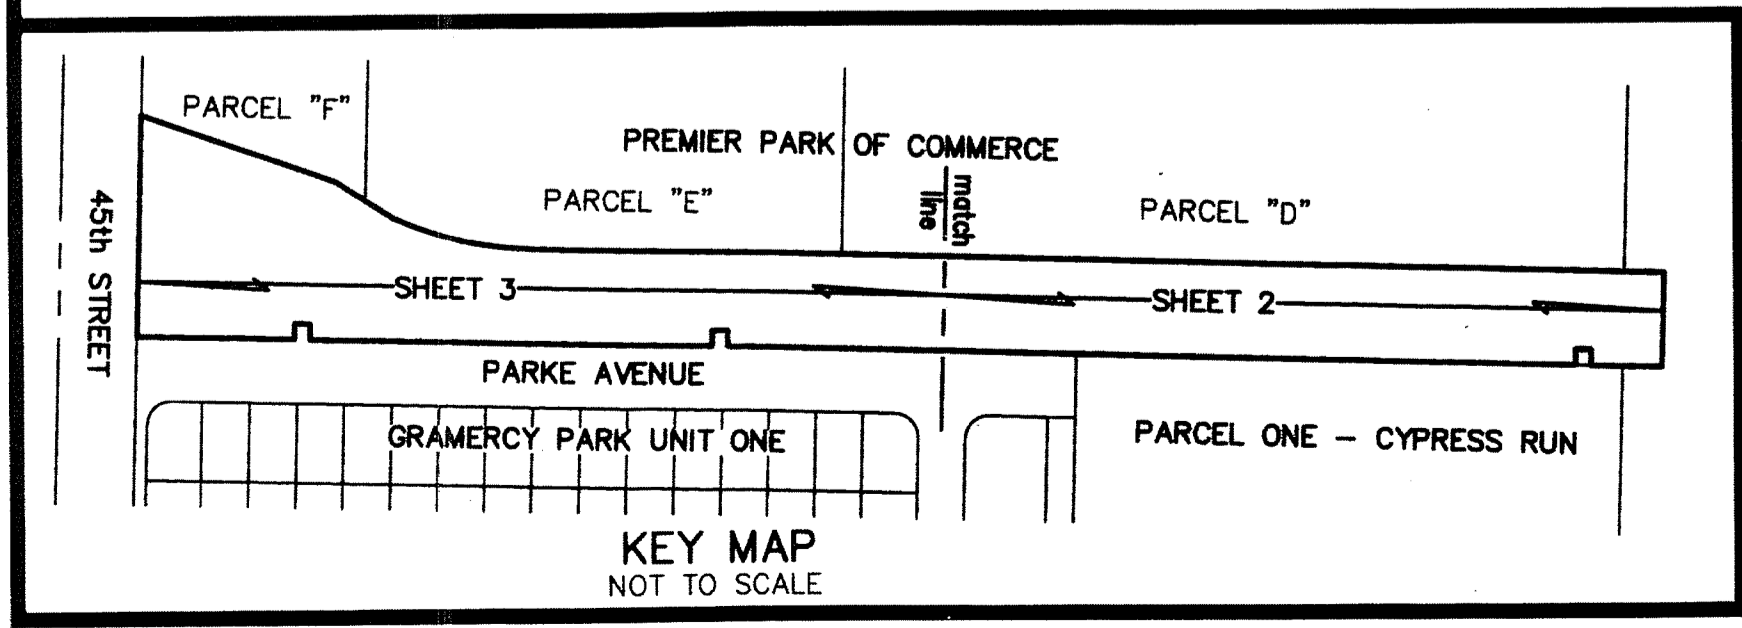 PARCEL "F"
PREMIER PARK OF COMMERCE
PARCEL "E"
match
line
PARCEL "D"
45th STREET
SHEET 3
SHEET 2
PARKE AVENUE
GRAMERCY PARK UNIT ONE
PARCEL ONE – CYPRESS RUN
KEY MAP
NOT TO SCALE